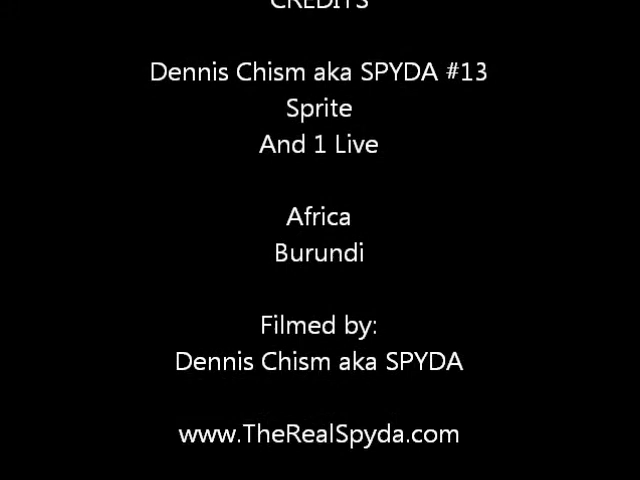 CREDITS
Dennis Chism aka SPYDA #13
Sprite
And 1 Live
Africa
Burundi
Filmed by:
Dennis Chism aka SPYDA
www.TheRealSpyda.com